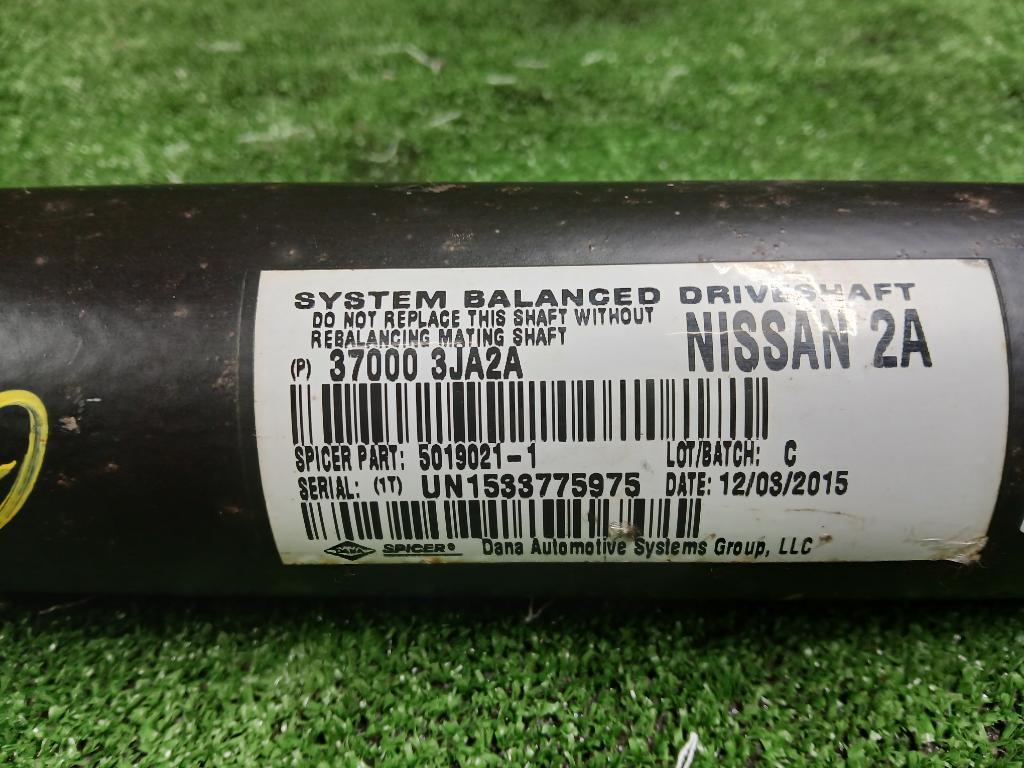 SYSTEM BALANCED DRIVESHAFT
DO NOT REPLACE THIS SHAFT WITHOUT
REBALANCING MATING SHAFT
NISSAN 2A
(P) 37000 3JA2A
SPICER PART: 5019021-1 LOT/BATCH: C
SERIAL: (1T) UN1533775975 DATE: 12/03/2015
DANA SPICER® Dana Automotive Systems Group, LLC